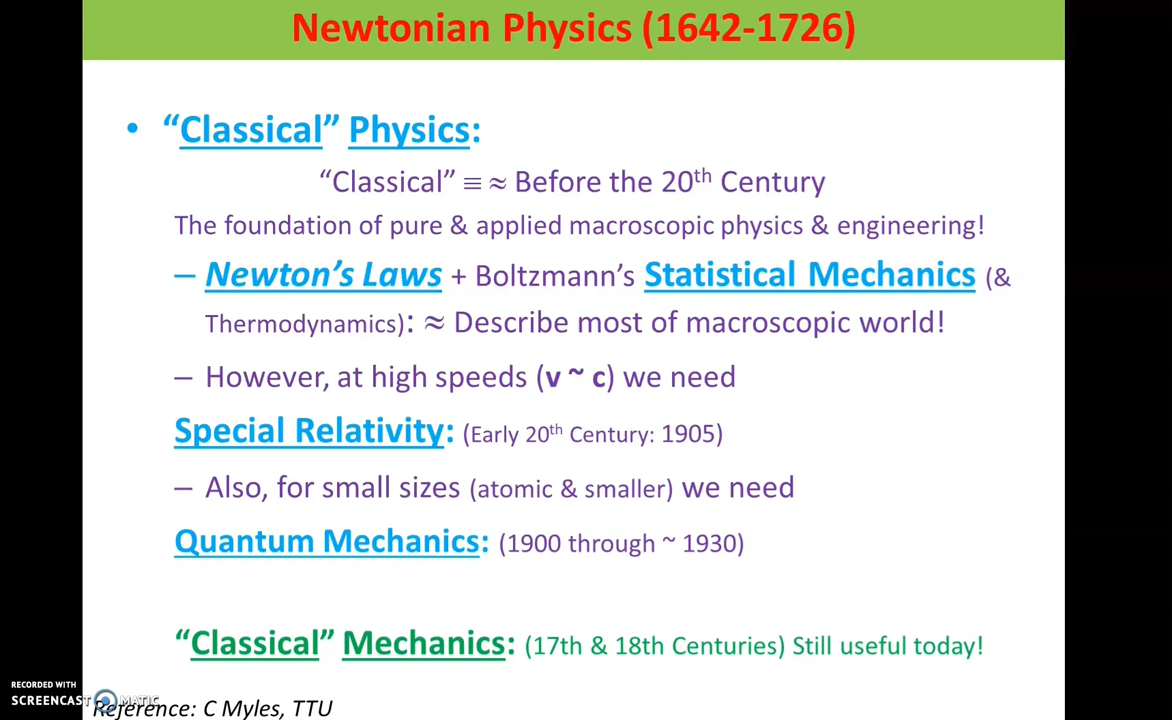 Newtonian Physics (1642-1726)
• “Classical” Physics:
“Classical” ≡ ≈ Before the 20th Century
The foundation of pure & applied macroscopic physics & engineering!
– Newton’s Laws + Boltzmann’s Statistical Mechanics (&
Thermodynamics): ≈ Describe most of macroscopic world!
– However, at high speeds (v ~ c) we need
Special Relativity: (Early 20th Century: 1905)
– Also, for small sizes (atomic & smaller) we need
Quantum Mechanics: (1900 through ~ 1930)
“Classical” Mechanics: (17th & 18th Centuries) Still useful today!
RECORDED WITH
SCREENCAST MATIC
Reference: C Myles, TTU